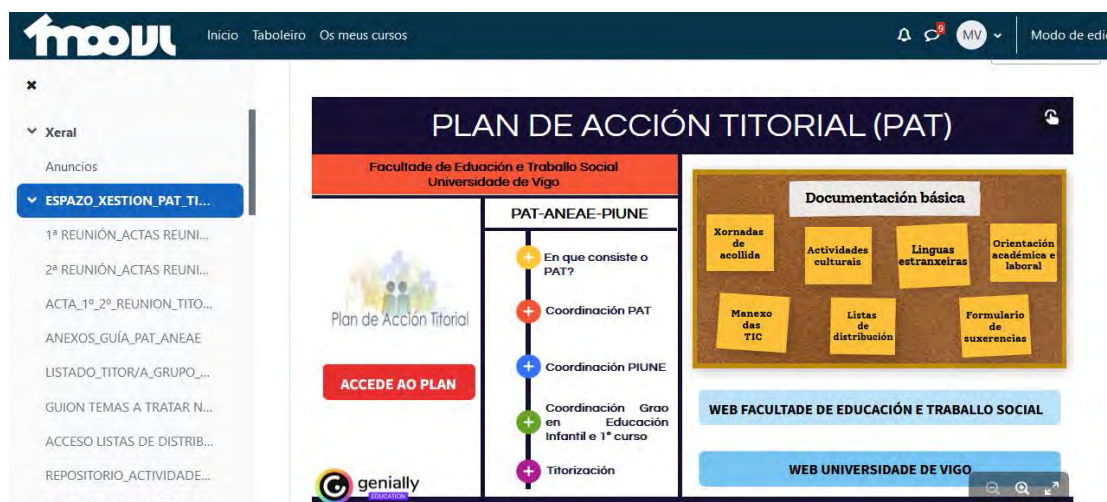 moovi
Inicio Taboleiro Os meus cursos
9
MV
Modo de edic
Xeral
Anuncios
ESPAZO_XESTION_PAT_TI...
1ª REUNIÓN_ACTAS REUNI...
2ª REUNIÓN_ACTAS REUNI...
ACTA_1º_2º_REUNION_TITO...
ANEXOS_GUÍA_PAT_ANEAE
LISTADO_TITOR/A_GRUPO_...
GUION TEMAS A TRATAR N...
ACCESO LISTAS DE DISTRIB...
REPOSITORIO_ACTIVIDADE...
PLAN DE ACCIÓN TITORIAL (PAT)
Facultade de Eduación e Traballo Social
Universidade de Vigo
Plan de Acción Titorial
ACCEDE AO PLAN
genially
EDUCATION
PAT-ANEAE-PIUNE
En que consiste o
PAT?
Coordinación PAT
Coordinación PIUNE
Coordinación Grao
en Educación
Infantil e 1º curso
Titorización
Documentación básica
Xornadas
de
acollida
Actividades
culturais
Linguas
estranxeiras
Orientación
académica e
laboral
Manexo
das
TIC
Listas
de
distribución
Formulario
de
suxerencias
WEB FACULTADE DE EDUCACIÓN E TRABALLO SOCIAL
WEB UNIVERSIDADE DE VIGO